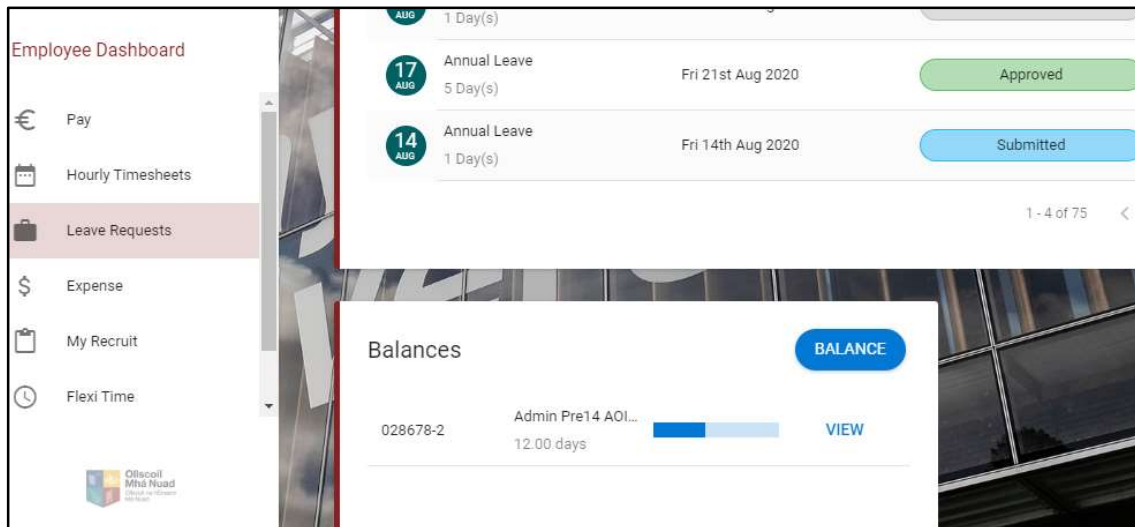 Employee Dashboard
Pay
Hourly Timesheets
Leave Requests
Expense
My Recruit
Flexi Time
Ollscoil
Mhá Nuad
AUG
1 Day(s)
17
AUG
Annual Leave
5 Day(s)
Fri 21st Aug 2020
Approved
14
AUG
Annual Leave
1 Day(s)
Fri 14th Aug 2020
Submitted
1 - 4 of 75
Balances
BALANCE
028678-2
Admin Pre14 AOI...
12.00 days
VIEW